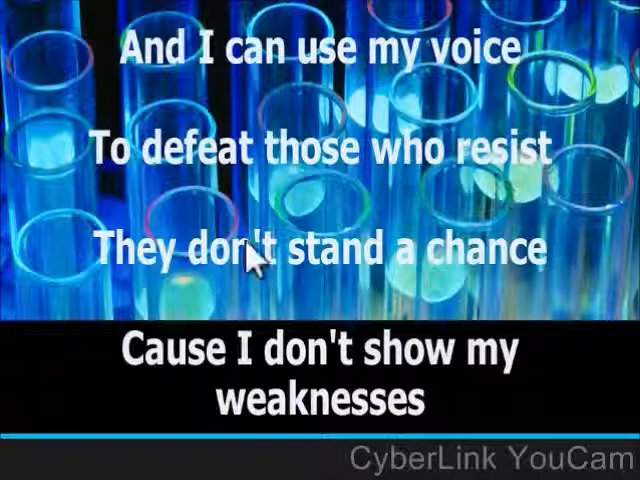 And I can use my voice
To defeat those who resist
They don't stand a chance
Cause I don't show my
weaknesses
CyberLink YouCam